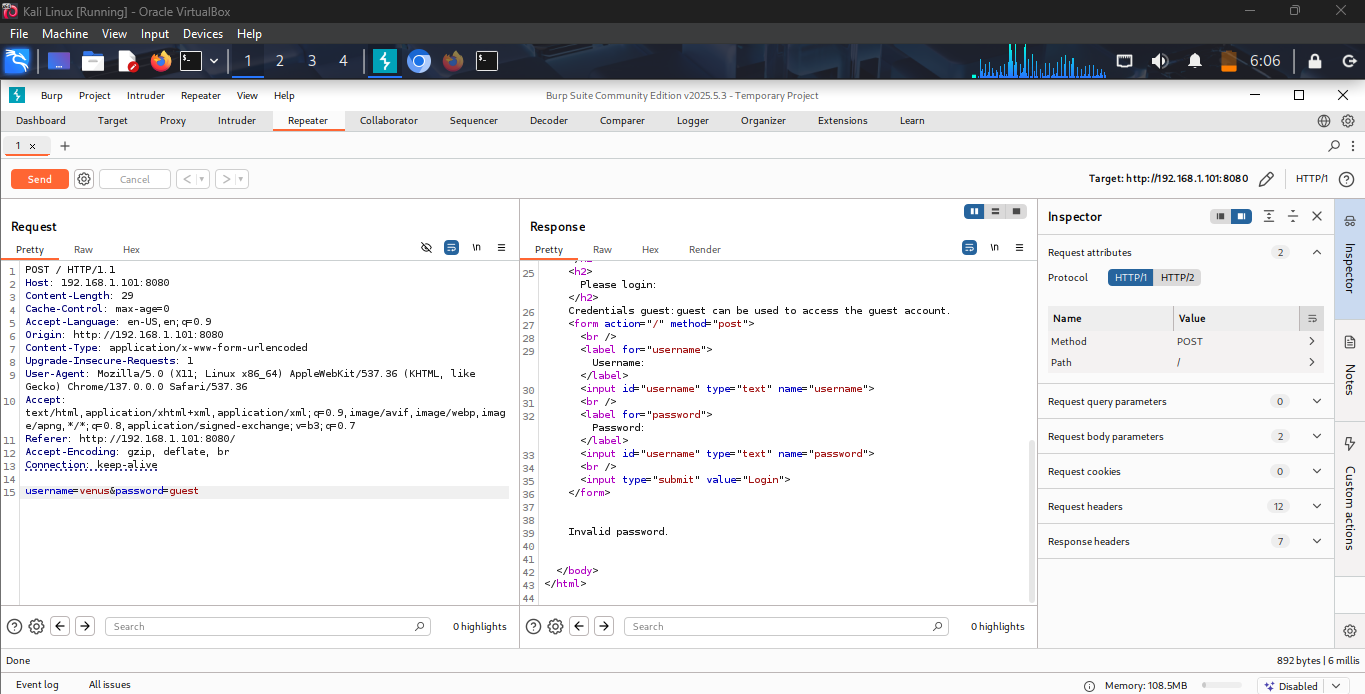 Kali Linux [Running] - Oracle VirtualBox
File Machine View Input Devices Help
1 2 3 4 6:06
Burp Project Intruder Repeater View Help Burp Suite Community Edition v2025.5.3 - Temporary Project
Dashboard Target Proxy Intruder Repeater Collaborator Sequencer Decoder Comparer Logger Organizer Extensions Learn
1 × +
Send Cancel < > Target: http://192.168.1.101:8080 HTTP/1 ?
Request
Pretty Raw Hex \n
1 POST / HTTP/1.1
2 Host: 192.168.1.101:8080
3 Content-Length: 29
4 Cache-Control: max-age=0
5 Accept-Language: en-US,en;q=0.9
6 Origin: http://192.168.1.101:8080
7 Content-Type: application/x-www-form-urlencoded
8 Upgrade-Insecure-Requests: 1
9 User-Agent: Mozilla/5.0 (X11; Linux x86_64) AppleWebKit/537.36 (KHTML, like
Gecko) Chrome/137.0.0.0 Safari/537.36
10 Accept:
text/html,application/xhtml+xml,application/xml;q=0.9,image/avif,image/webp,imag
e/apng,*/*;q=0.8,application/signed-exchange;v=b3;q=0.7
11 Referer: http://192.168.1.101:8080/
12 Accept-Encoding: gzip, deflate, br
13 Connection: keep-alive
14
15 username=venus&password=guest
Search 0 highlights
Response
Pretty Raw Hex Render \n
25 <h2>
Please login:
</h2>
26 Credentials guest:guest can be used to access the guest account.
27 <form action="/" method="post">
28 <br />
29 <label for="username">
Username:
</label>
30 <input id="username" type="text" name="username">
31 <br />
32 <label for="password">
Password:
</label>
33 <input id="username" type="text" name="password">
34 <br />
35 <input type="submit" value="Login">
36 </form>
37
38
39 Invalid password.
40
41
42 </body>
43 </html>
44
Search 0 highlights
Inspector
Request attributes 2
Protocol HTTP/1 HTTP/2
Name Value
Method POST
Path /
Request query parameters 0
Request body parameters 2
Request cookies 0
Request headers 12
Response headers 7
Inspector
Notes
Custom actions
Done 892 bytes | 6 millis
Event log All issues Memory: 108.5MB Disabled